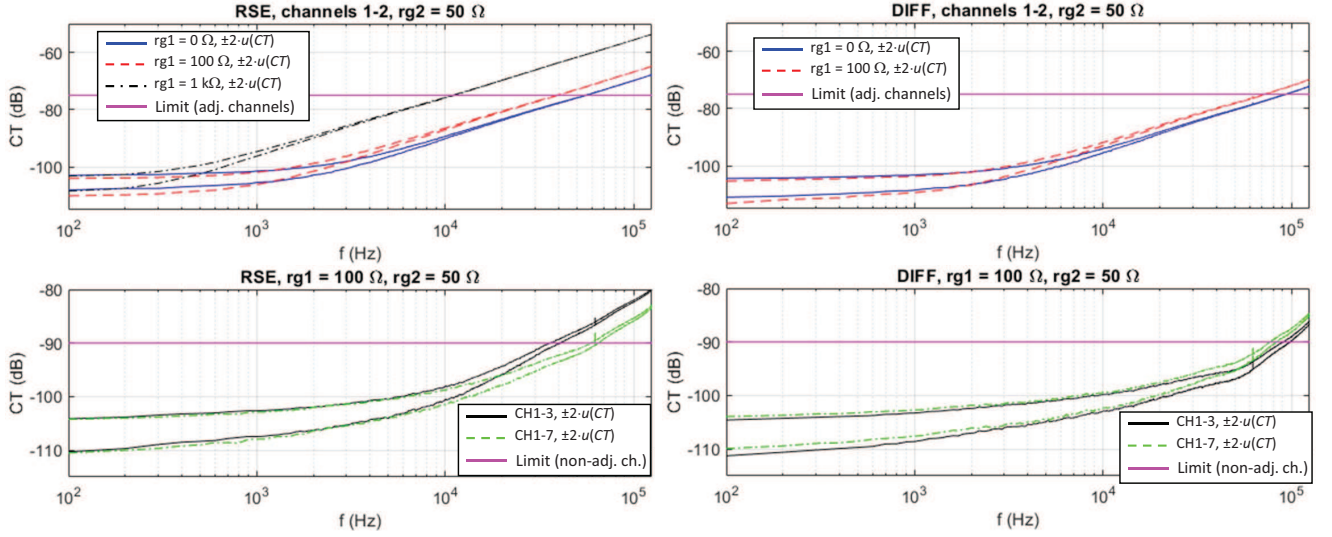 RSE, channels 1-2, rg2 = 50 Ω
CT (dB)
-60
-80
-100
rg1 = 0 Ω, ±2·u(CT)
rg1 = 100 Ω, ±2·u(CT)
rg1 = 1 kΩ, ±2·u(CT)
Limit (adj. channels)
10^2
10^3
10^4
10^5
f (Hz)
DIFF, channels 1-2, rg2 = 50 Ω
CT (dB)
-60
-80
-100
rg1 = 0 Ω, ±2·u(CT)
rg1 = 100 Ω, ±2·u(CT)
Limit (adj. channels)
10^2
10^3
10^4
10^5
f (Hz)
RSE, rg1 = 100 Ω, rg2 = 50 Ω
CT (dB)
-80
-90
-100
-110
CH1-3, ±2·u(CT)
CH1-7, ±2·u(CT)
Limit (non-adj. ch.)
10^2
10^3
10^4
10^5
f (Hz)
DIFF, rg1 = 100 Ω, rg2 = 50 Ω
CT (dB)
-80
-90
-100
-110
CH1-3, ±2·u(CT)
CH1-7, ±2·u(CT)
Limit (non-adj. ch.)
10^2
10^3
10^4
10^5
f (Hz)